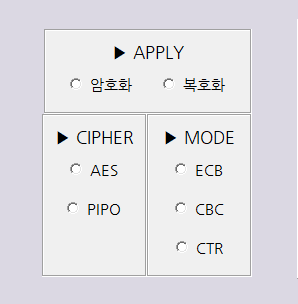 ▶ APPLY
암호화 복호화
▶ CIPHER
AES
PIPO
▶ MODE
ECB
CBC
CTR